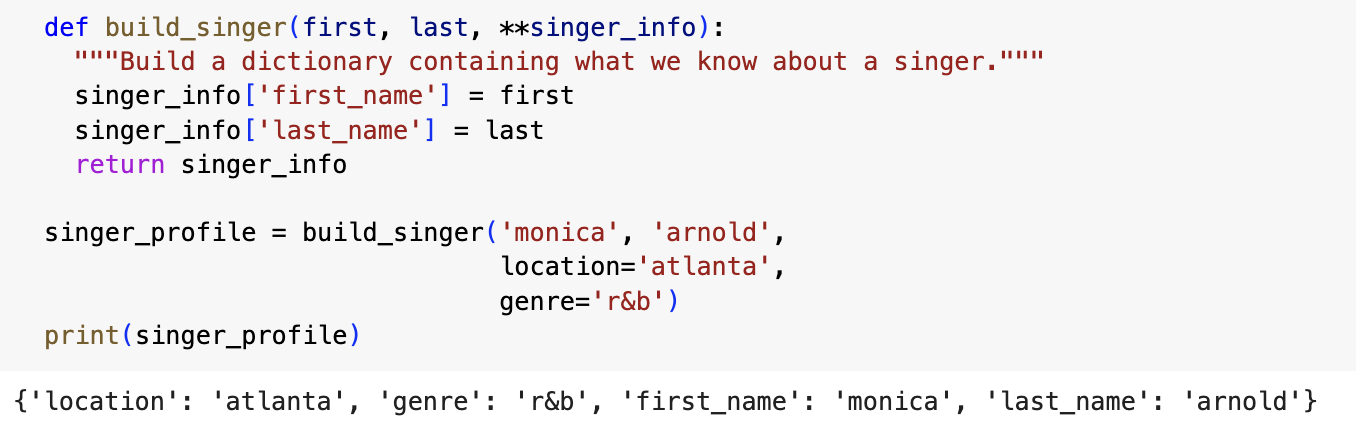 def build_singer(first, last, **singer_info):
  """Build a dictionary containing what we know about a singer."""
  singer_info['first_name'] = first
  singer_info['last_name'] = last
  return singer_info

singer_profile = build_singer('monica', 'arnold',
                              location='atlanta',
                              genre='r&b')
print(singer_profile)
{'location': 'atlanta', 'genre': 'r&b', 'first_name': 'monica', 'last_name': 'arnold'}